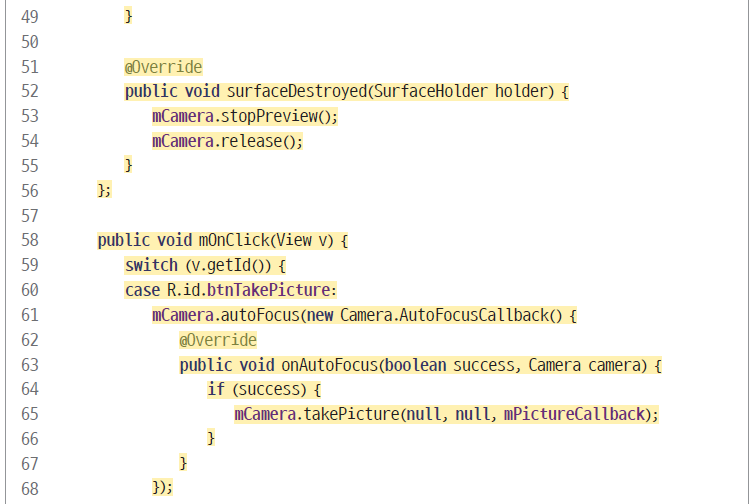 49 }
50
51 @Override
52 public void surfaceDestroyed(SurfaceHolder holder) {
53 mCamera.stopPreview();
54 mCamera.release();
55 }
56 };
57
58 public void mOnClick(View v) {
59 switch (v.getId()) {
60 case R.id.btnTakePicture:
61 mCamera.autoFocus(new Camera.AutoFocusCallback() {
62 @Override
63 public void onAutoFocus(boolean success, Camera camera) {
64 if (success) {
65 mCamera.takePicture(null, null, mPictureCallback);
66 }
67 }
68 });